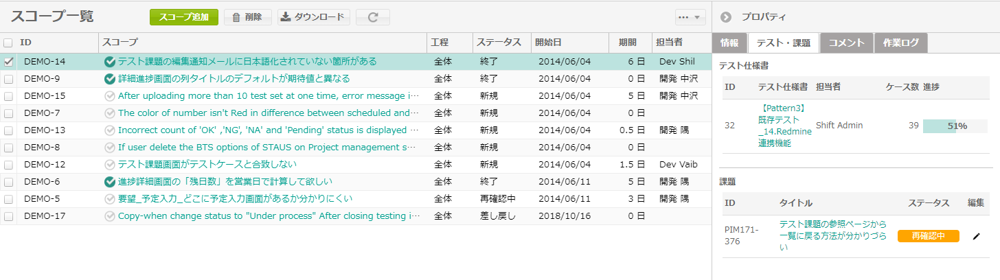 スコープ一覧 スコープ追加 削除 ダウンロード ••• プロパティ
情報 テスト・課題 コメント 作業ログ
ID スコープ 工程 ステータス 開始日 期間 担当者
DEMO-14 テスト課題の編集通知メールに日本語化されていない箇所がある 全体 終了 2014/06/04 6 日 Dev Shil
DEMO-9 詳細進捗画面の列タイトルのデフォルトが期待値と異なる 全体 終了 2014/06/04 0 日 開発 中沢
DEMO-15 After uploading more than 10 test set at one time, error message i··· 全体 新規 2014/06/04 5 日 開発 中沢
DEMO-7 The color of number isn't Red in difference between scheduled and··· 全体 新規 2014/06/04 0 日
DEMO-13 Incorrect count of 'OK' ,'NG', 'NA' and 'Pending' status is displayed ··· 全体 新規 2014/06/04 0.5 日 開発 隅
DEMO-8 If user delete the BTS options of STAUS on Project management s··· 全体 新規 2014/06/04 0 日
DEMO-12 テスト課題画面がテストケースと合致しない 全体 新規 2014/06/04 1.5 日 Dev Vaib
DEMO-6 進捗詳細画面の「残日数」を営業日で計算して欲しい 全体 終了 2014/06/11 5 日 開発 隅
DEMO-5 要望_予定入力_どこに予定入力画面があるか分かりにくい 全体 再確認中 2014/06/11 3 日 開発 隅
DEMO-17 Copy-when change status to "Under process" After closing testing i··· 全体 差し戻し 2018/10/16 0 日
テスト仕様書
ID テスト仕様書 担当者 ケース数 進捗
【Pattern3】
既存テスト
32 _14.Redmine Shift Admin 39 51%
連携機能
課題
ID タイトル ステータス 編集
PIM171-
376
テスト課題の参照ページから
一覧に戻る方法が分かりづら
い
再確認中